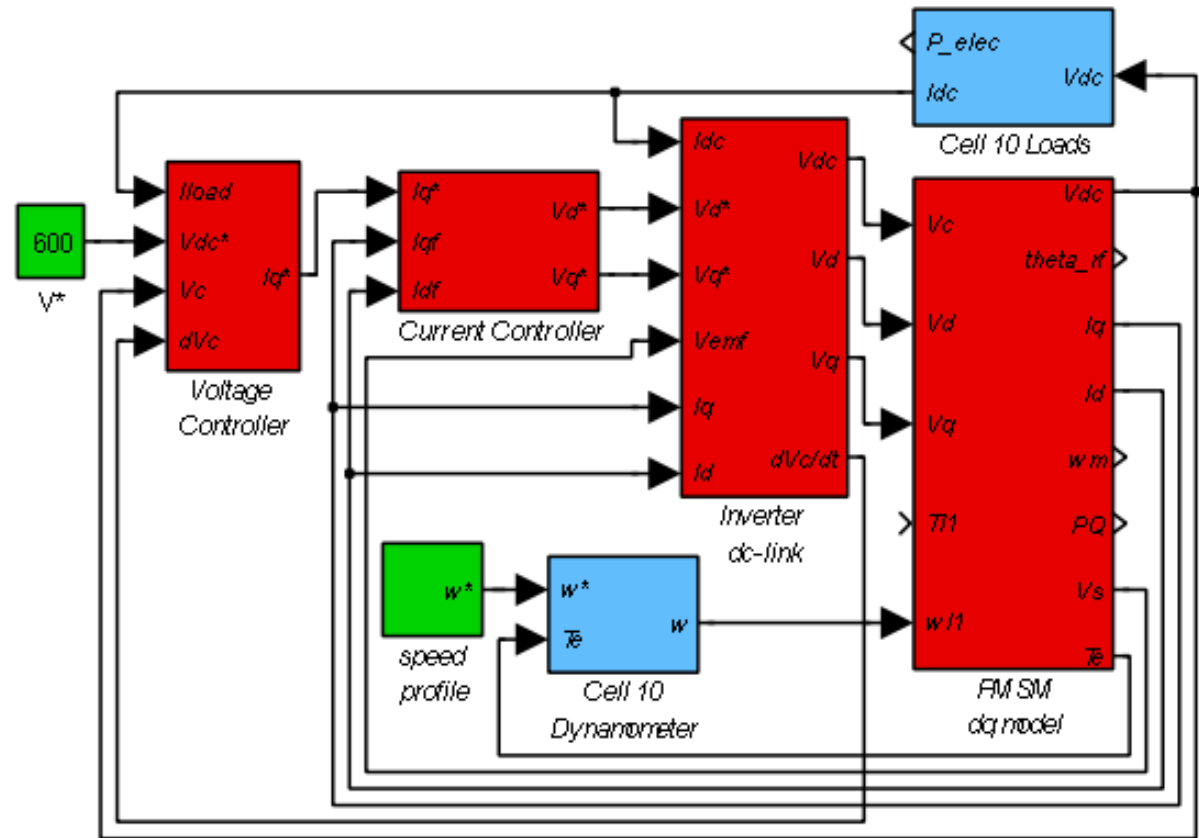 P_elec
Idc
Vdc
Cell 10 Loads
600
V*
Iload
Vdc*
Vc
dVc
Iq*
Voltage
Controller
Iq*
Iqf
Idf
Vd*
Vq*
Current Controller
Idc
Vd*
Vq*
Vemf
Iq
Id
Vdc
Vd
Vq
dVc/dt
Inverter
dc-link
Vc
Vd
Vq
Tl1
wl1
Vdc
theta_rf
Iq
Id
wm
PQ
Vs
Te
PMSM
dq model
w*
speed
profile
w*
Te
w
Cell 10
Dynamometer